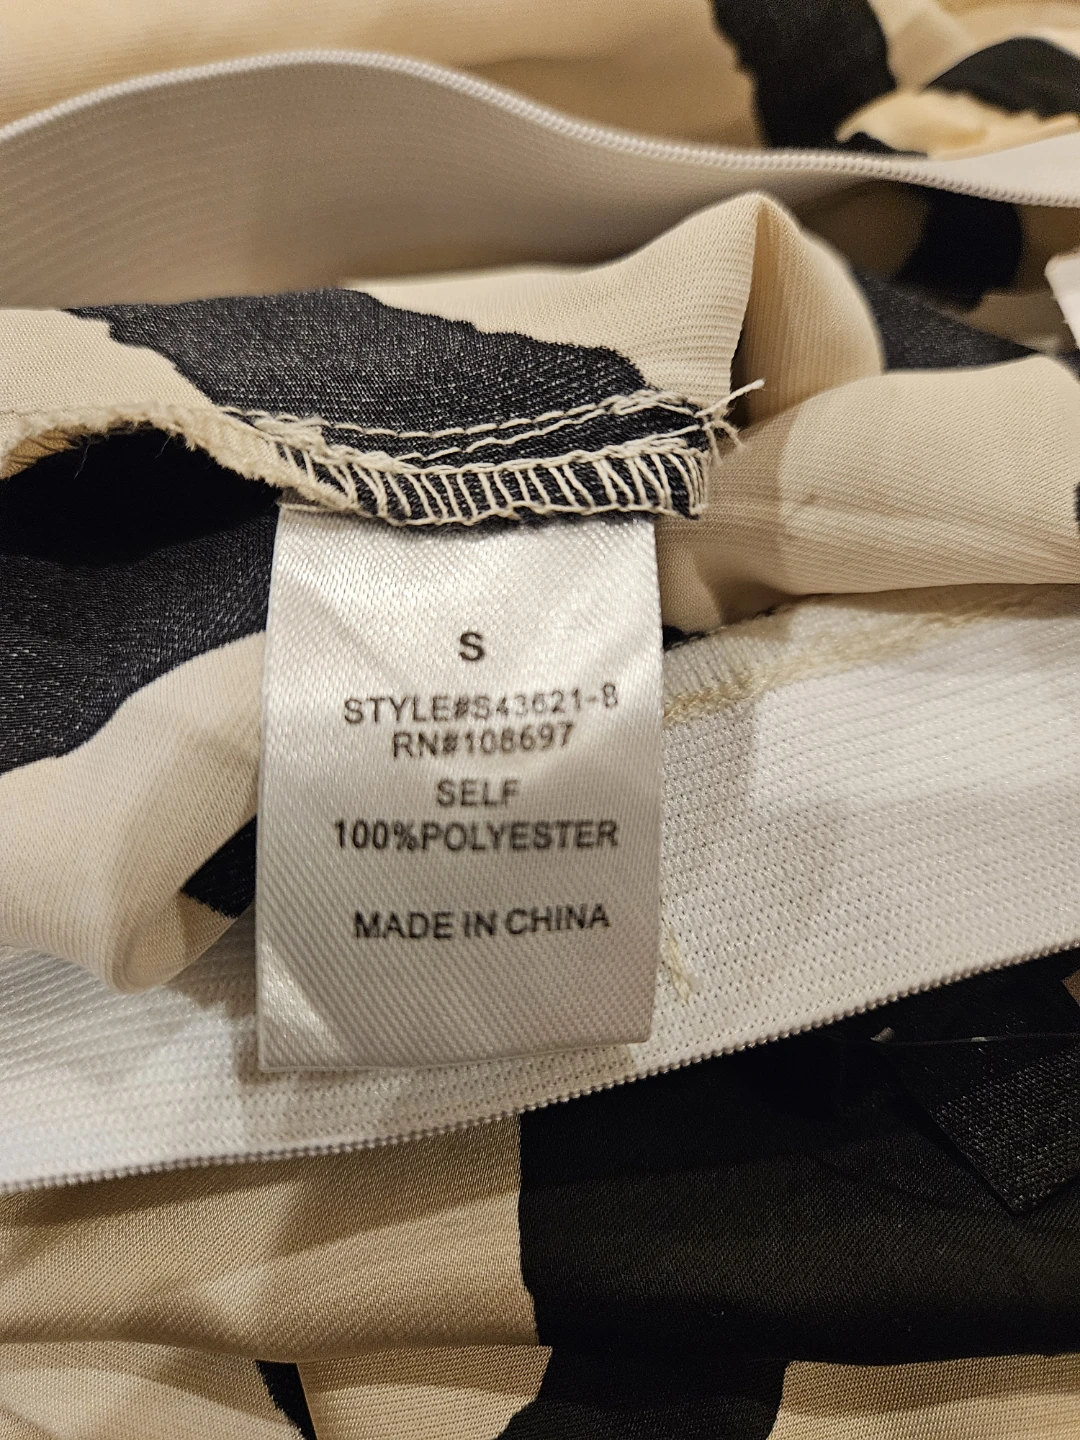 S
STYLE#S43621-8
RN#108697
SELF
100%POLYESTER
MADE IN CHINA